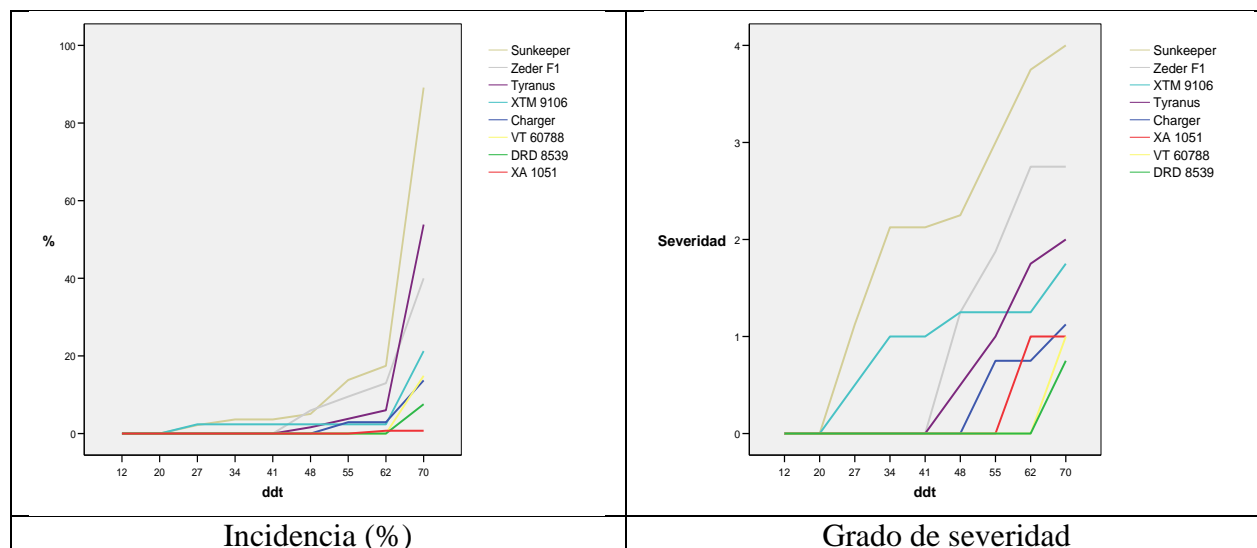 100
80
60
40
20
0
%
12 20 27 34 41 48 55 62 70
ddt
Sunkeeper
Zeder F1
Tyranus
XTM 9106
Charger
VT 60788
DRD 8539
XA 1051
Incidencia (%)
4
3
2
1
0
Severidad
12 20 27 34 41 48 55 62 70
ddt
Sunkeeper
Zeder F1
XTM 9106
Tyranus
Charger
XA 1051
VT 60788
DRD 8539
Grado de severidad